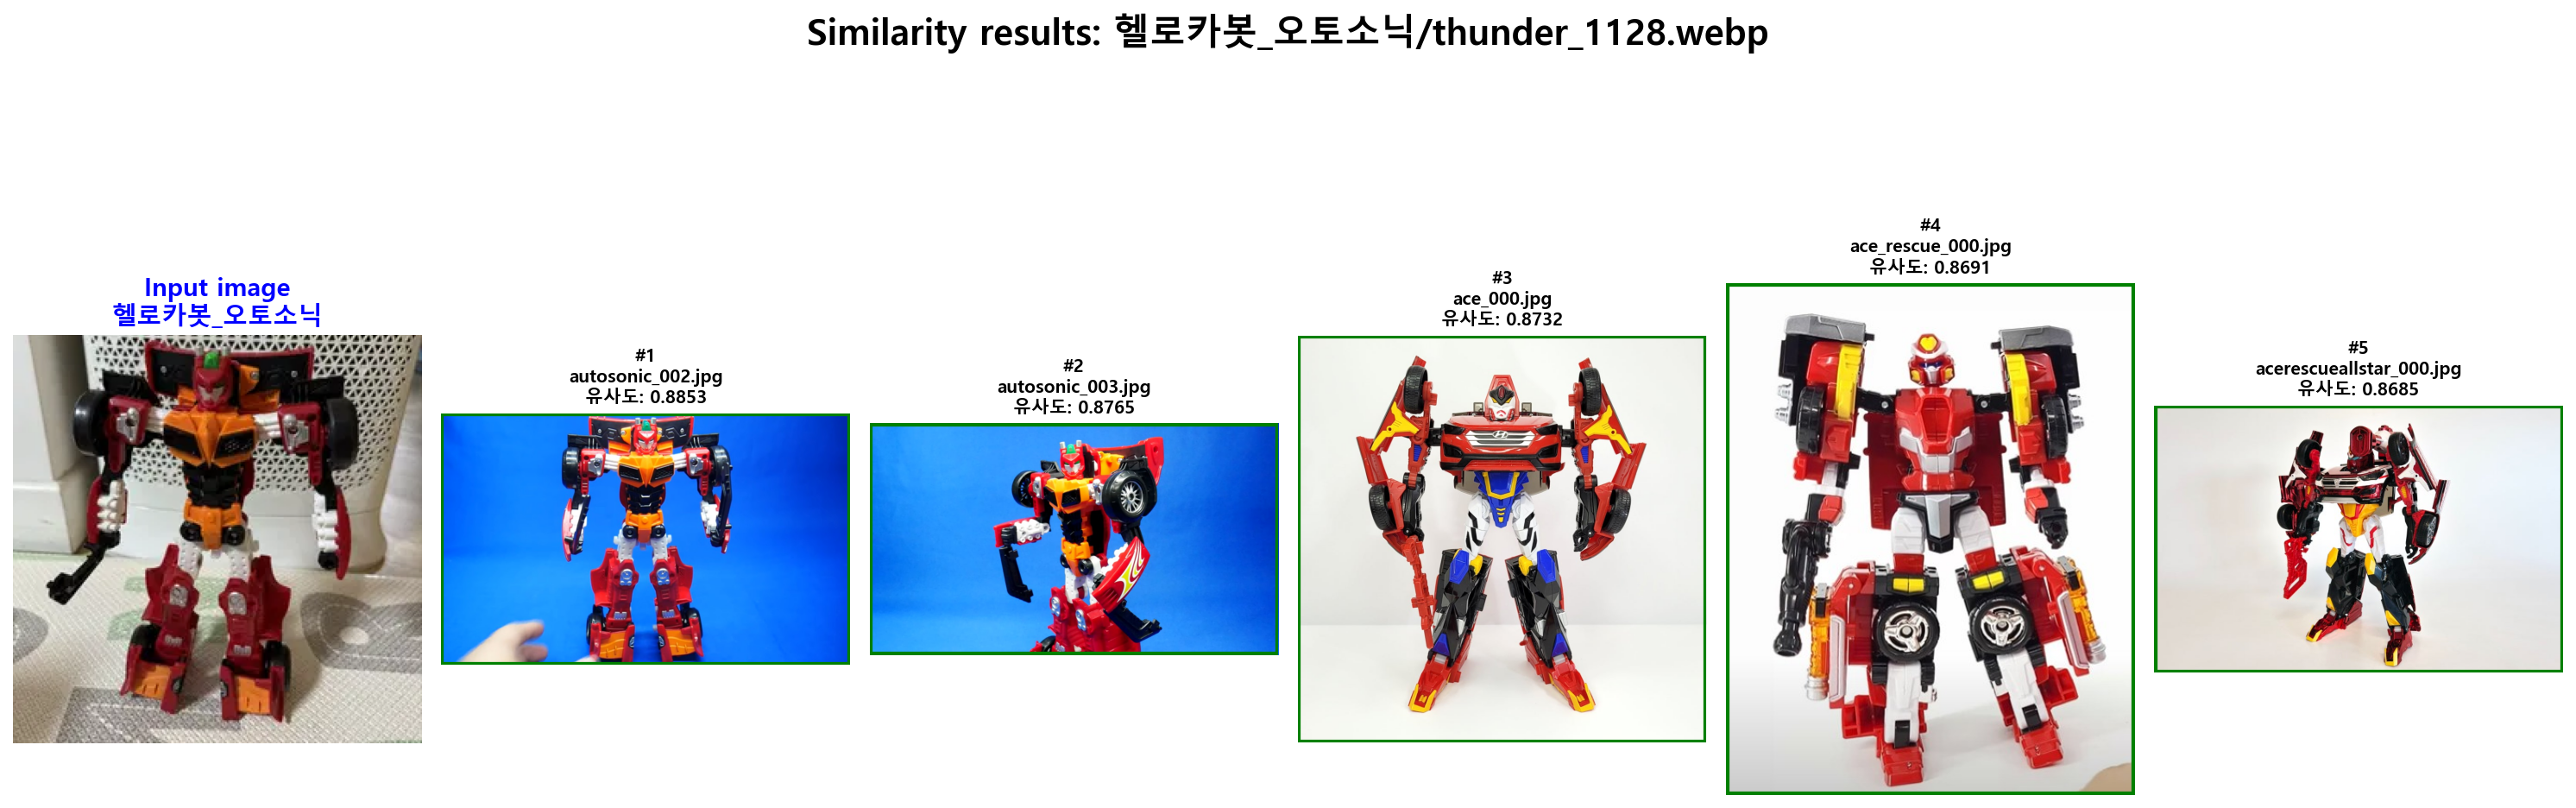 Similarity results: 헬로카봇_오토소닉/thunder_1128.webp
Input image
헬로카봇_오토소닉
#1
autosonic_002.jpg
유사도: 0.8853
#2
autosonic_003.jpg
유사도: 0.8765
#3
ace_000.jpg
유사도: 0.8732
#4
ace_rescue_000.jpg
유사도: 0.8691
#5
acerescueallstar_000.jpg
유사도: 0.8685